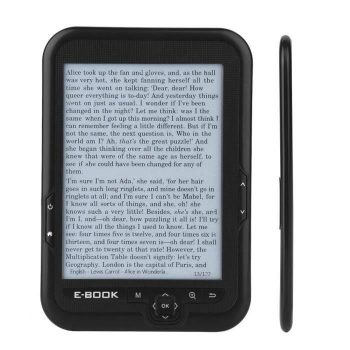 Alice took up the fan and gloves, and, as the hall
was very hot, she kept fanning herself all the
time she went on talking: 'Dear, dear! How
queer everything is to-day! And yesterday things
went on just as usual. I wonder if I've been
changed in the night? Let me think: was I the
same when I got up this morning? I almost think I
can remember feeling a little different. But if I'm
not the same, the next question is, Who in the
world am I? Ah, that's the great puzzle!' And
she began thinking over all the children she
knew that were of the same age as herself, to
see if she could have been changed for any of
them.
'I'm sure I'm not Ada,' she said, 'for her hair
goes in such long ringlets, and mine doesn't go in
ringlets at all; and I'm sure I can't be Mabel, for
I know all sorts of things, and she, oh! she
knows such a very little! Besides, she's she, and
I'm I, and—oh dear, how puzzling it all is! I'll try
if I know all the things I used to know. Let me
see: four times five is twelve, and four times six is
thirteen, and four times seven is—oh dear! I shall
never get to twenty at that rate! However, the
Multiplication Table doesn't signify: let's try
Geography. London is the capital of Paris, and
English - Lewis Carrol - Alice in Wonderla
13/177
E-BOOK
M
OK